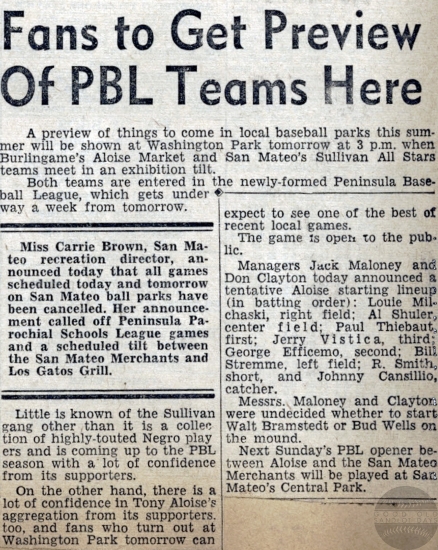 Fans to Get Preview
Of PBL Teams Here
A preview of things to come in local baseball parks this sum-
mer will be shown at Washington Park tomorrow at 3 p.m. when
Burlingame's Aloise Market and San Mateo's Sullivan All Stars
teams meet in an exhibition tilt.
Both teams are entered in the newly-formed Peninsula Base-
ball League, which gets under
way a week from tomorrow.
Miss Carrie Brown, San Ma-
teo recreation director, an-
nounced today that all games
scheduled today and tomorrow
on San Mateo ball parks have
been cancelled. Her announce-
ment called off Peninsula Pa-
rochial Schools League games
and a scheduled tilt between
the San Mateo Merchants and
Los Gatos Grill.
Little is known of the Sullivan
gang other than it is a collec-
tion of highly-touted Negro play
ers and is coming up to the PBL
season with a lot of confidence
from its supporters.
On the other hand, there is a
lot of confidence in Tony Aloise's
aggregation from its supporters,
too, and fans who turn out at
Washington Park tomorrow can
expect to see one of the best of
recent local games.
The game is open to the pub-
lic.
Managers Jack Maloney and
Don Clayton today announced a
tentative Aloise starting lineup
(in batting order): Louie Mil-
chaski, right field; Al Shuler,
center field; Paul Thiebaut,
first; Jerry Vistica, third;
George Efficemo, second; Bill
Stremme, left field; R. Smith,
short, and Johnny Cansillio,
catcher.
Messrs. Maloney and Clayton
were undecided whether to start
Walt Bramstedt or Bud Wells on
the mound.
Next Sunday's PBL opener be-
tween Aloise and the San Mateo
Merchants will be played at San
Mateo's Central Park.